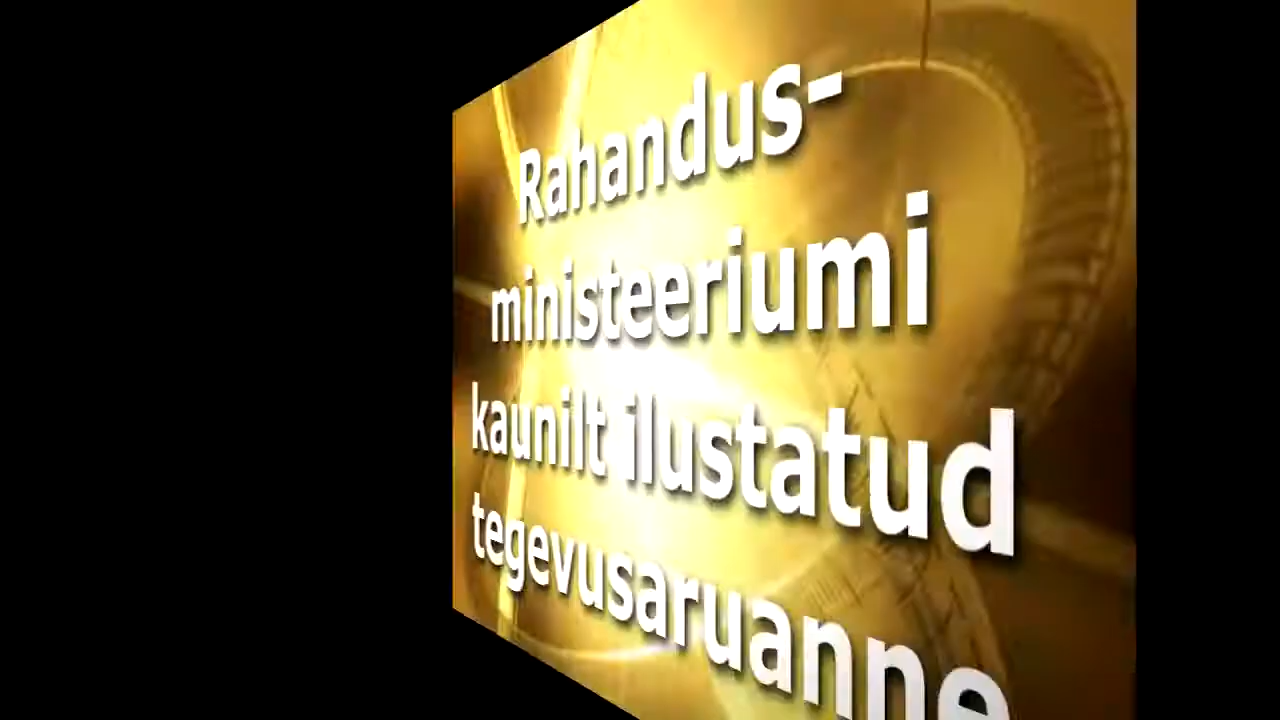 Rahandus-
ministeeriumi
kaunilt ilustatud
tegevusaruanne